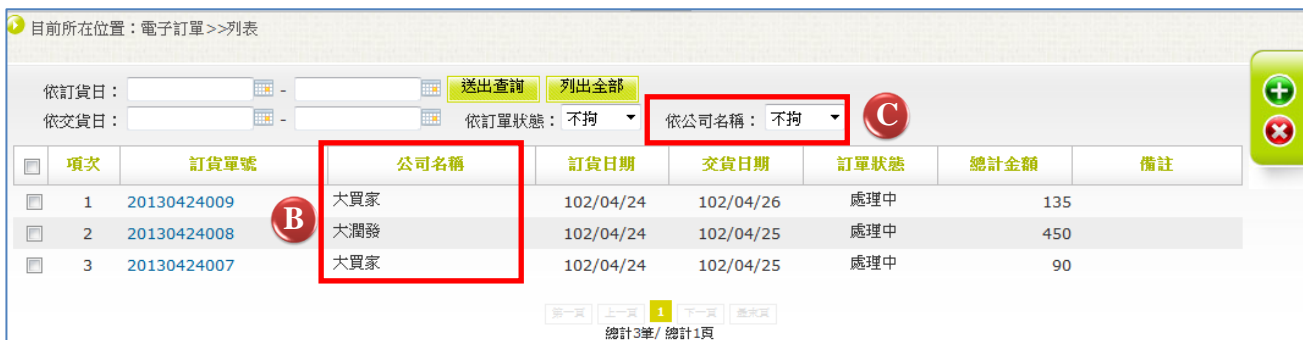 目前所在位置：電子訂單>>列表
依訂貨日： - 送出查詢 列出全部
依交貨日： - 依訂單狀態： 不拘 依公司名稱： 不拘 C
項次 訂貨單號 公司名稱 訂貨日期 交貨日期 訂單狀態 總計金額 備註
1 20130424009 大買家 102/04/24 102/04/26 處理中 135
B
2 20130424008 大潤發 102/04/24 102/04/25 處理中 450
3 20130424007 大買家 102/04/24 102/04/25 處理中 90
第一頁 上一頁 1 下一頁 最末頁
總計3筆/ 總計1頁